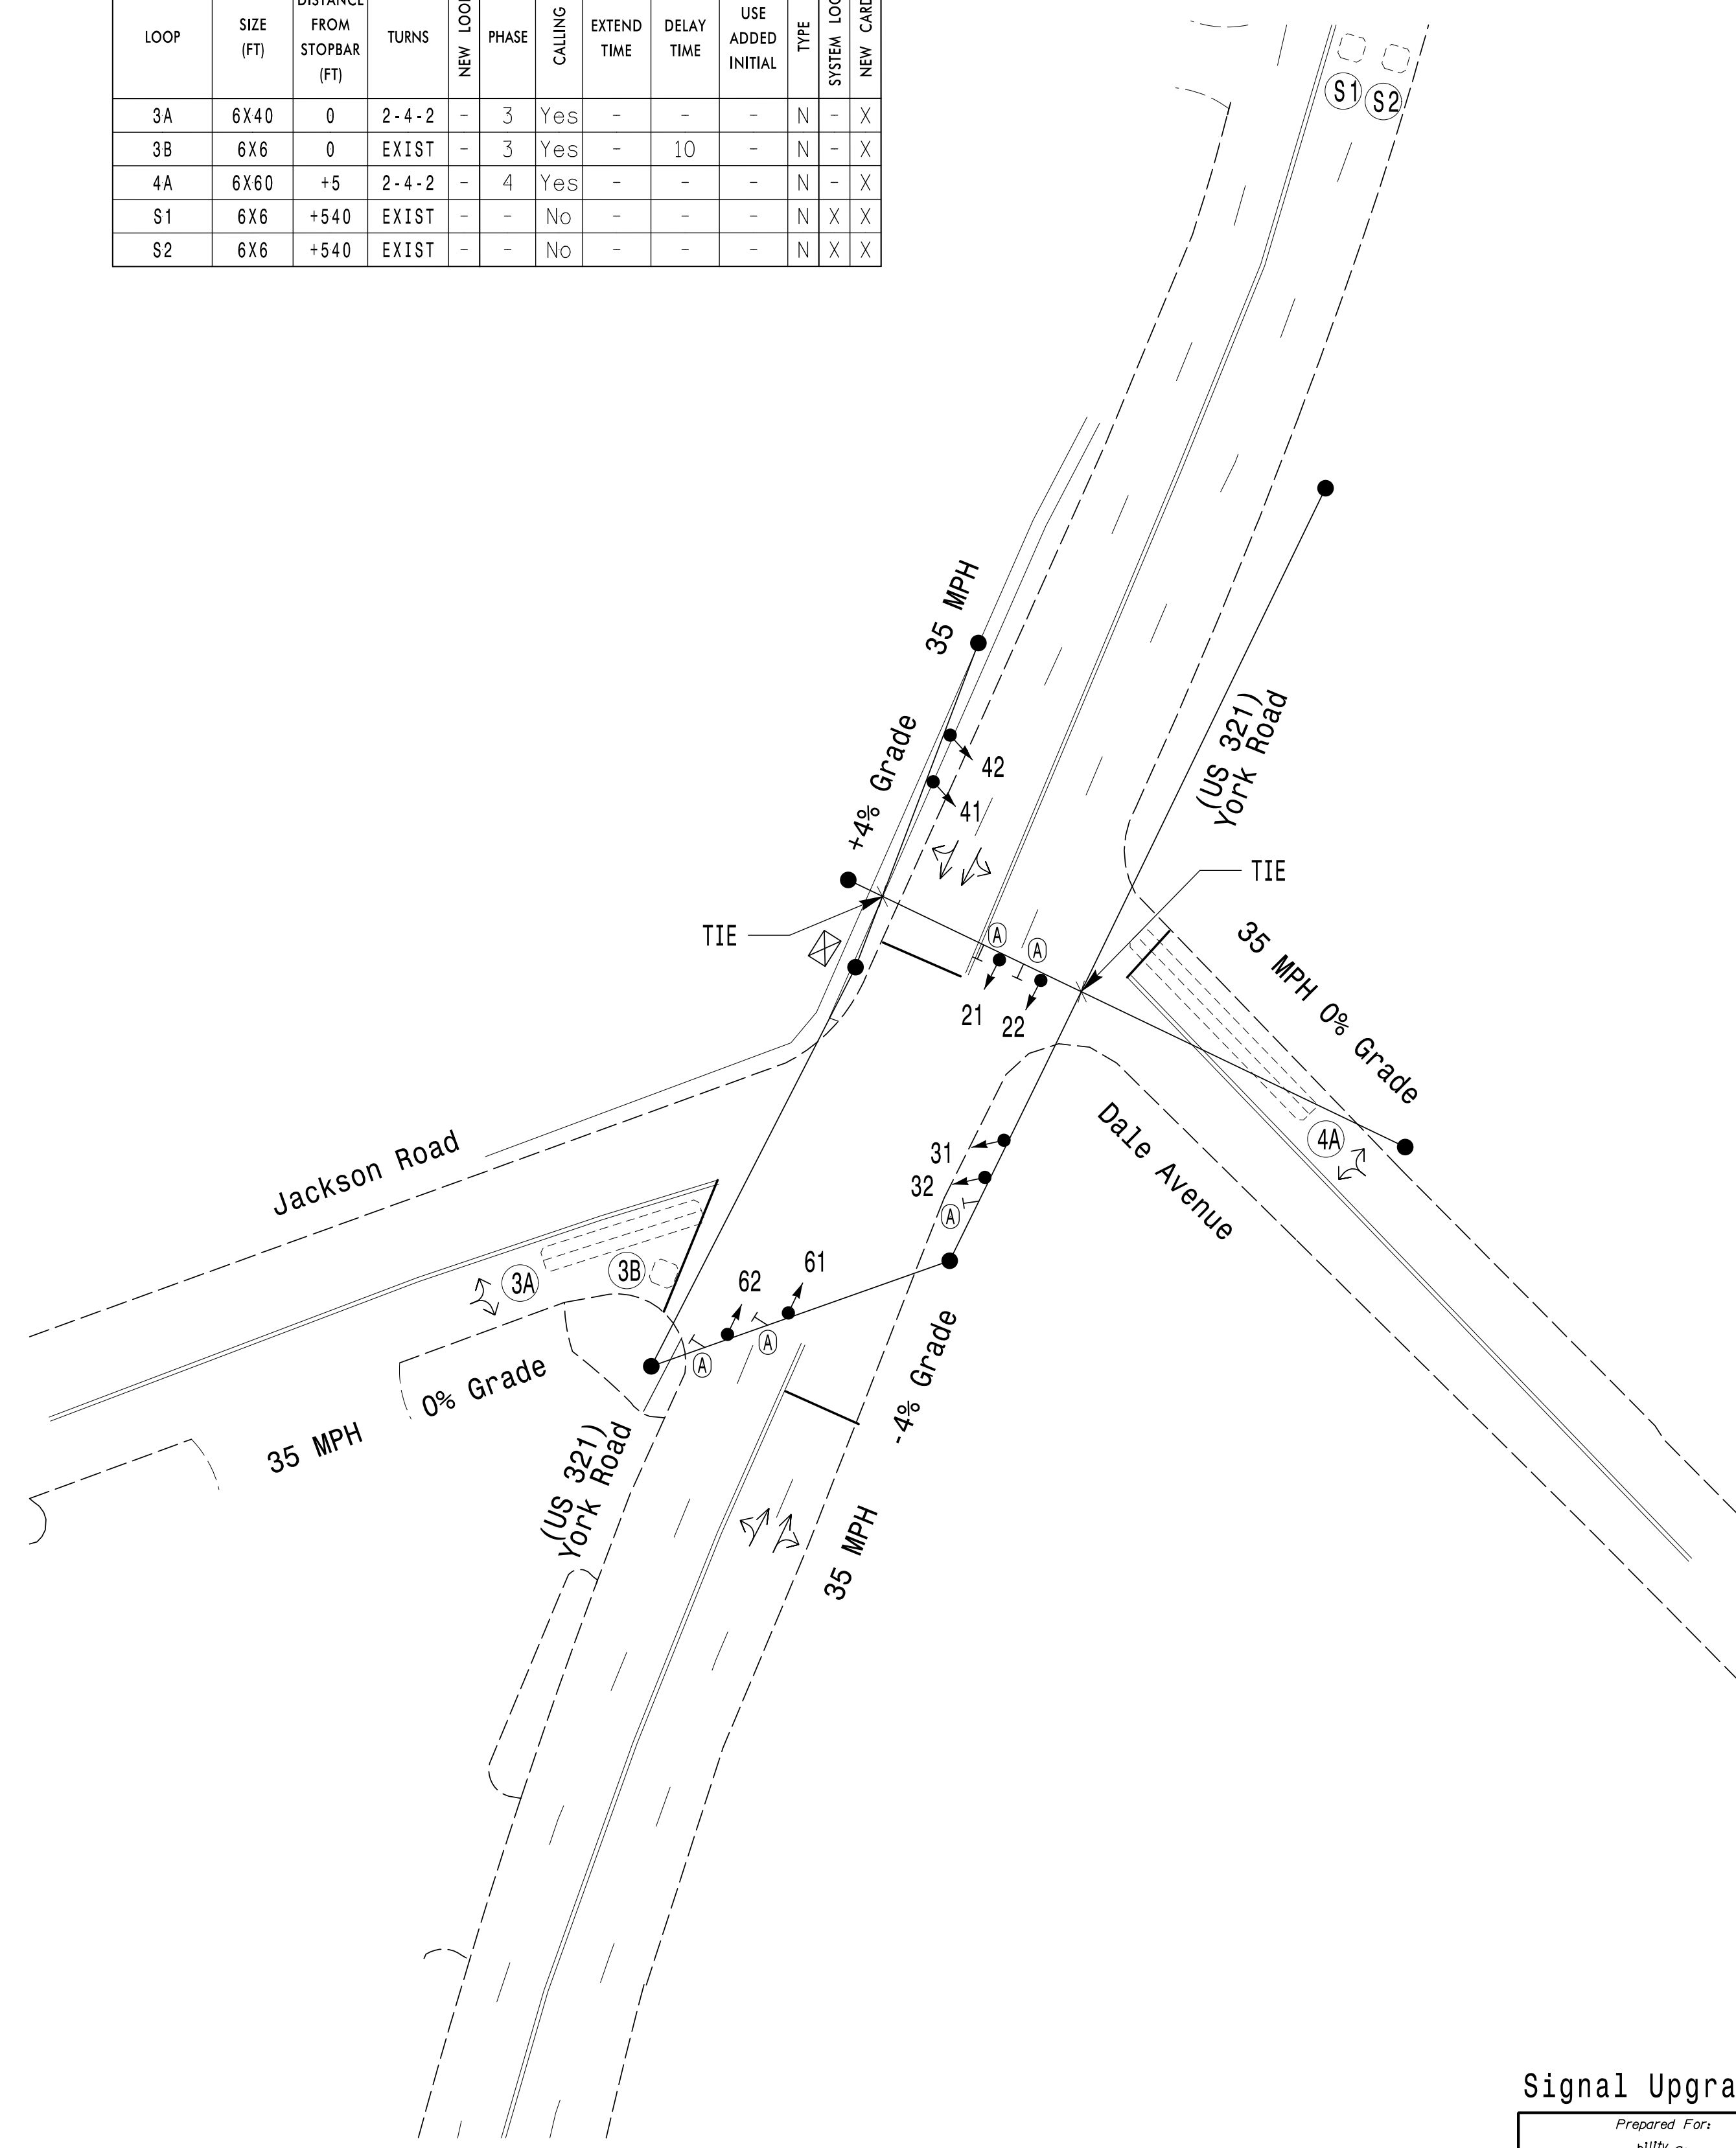 LOOP SIZE (FT) DISTANCE FROM STOPBAR (FT) TURNS NEW LOOP PHASE CALLING EXTEND TIME DELAY TIME USE ADDED INITIAL TYPE SYSTEM LOO NEW CARD
3A 6X40 0 2-4-2 - 3 Yes - - - N - X
3B 6X6 0 EXIST - 3 Yes - 10 - N - X
4A 6X60 +5 2-4-2 - 4 Yes - - - N - X
S1 6X6 +540 EXIST - - No - - - N X X
S2 6X6 +540 EXIST - - No - - - N X X
S1
S2
35 MPH
+4% Grade
42
41
(US 321)
York Road
TIE
TIE
A
A
21
22
35 MPH 0% Grade
4A
Dale Avenue
31
32
A
Jackson Road
3A
3B
62
61
A
A
0% Grade
35 MPH
(US 321)
York Road
-4% Grade
35 MPH
Signal Upgra
Prepared For: